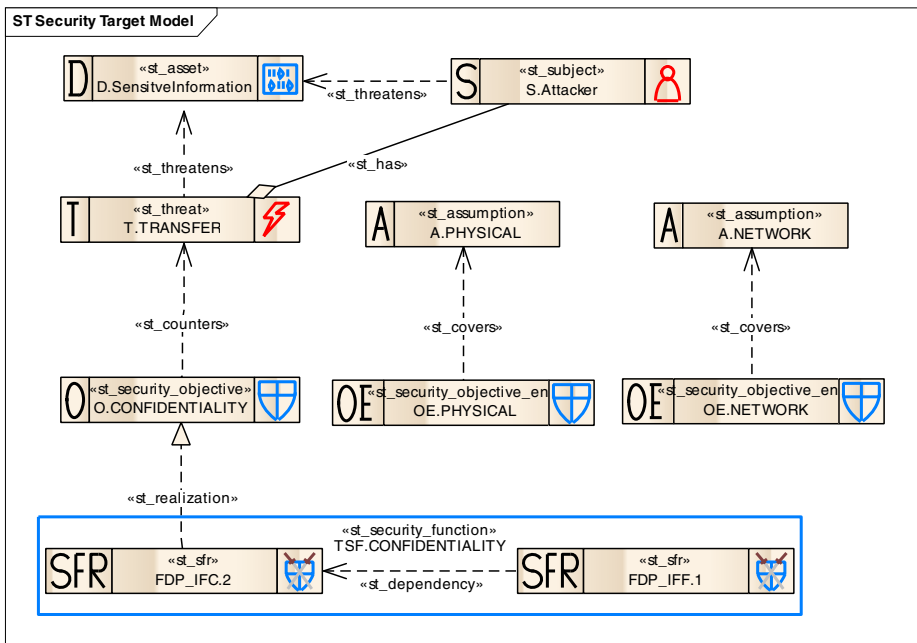 ST Security Target Model
D
«st_asset»
D.SensitveInformation
«st_threatens»
S
«st_subject»
S.Attacker
«st_threatens»
«st_has»
T
«st_threat»
T.TRANSFER
A
«st_assumption»
A.PHYSICAL
A
«st_assumption»
A.NETWORK
«st_counters»
«st_covers»
«st_covers»
O
«st_security_objective»
O.CONFIDENTIALITY
OE
«st_security_objective_en
OE.PHYSICAL
OE
«st_security_objective_en
OE.NETWORK
«st_realization»
«st_security_function»
TSF.CONFIDENTIALITY
SFR
«st_sfr»
FDP_IFC.2
«st_dependency»
SFR
«st_sfr»
FDP_IFF.1